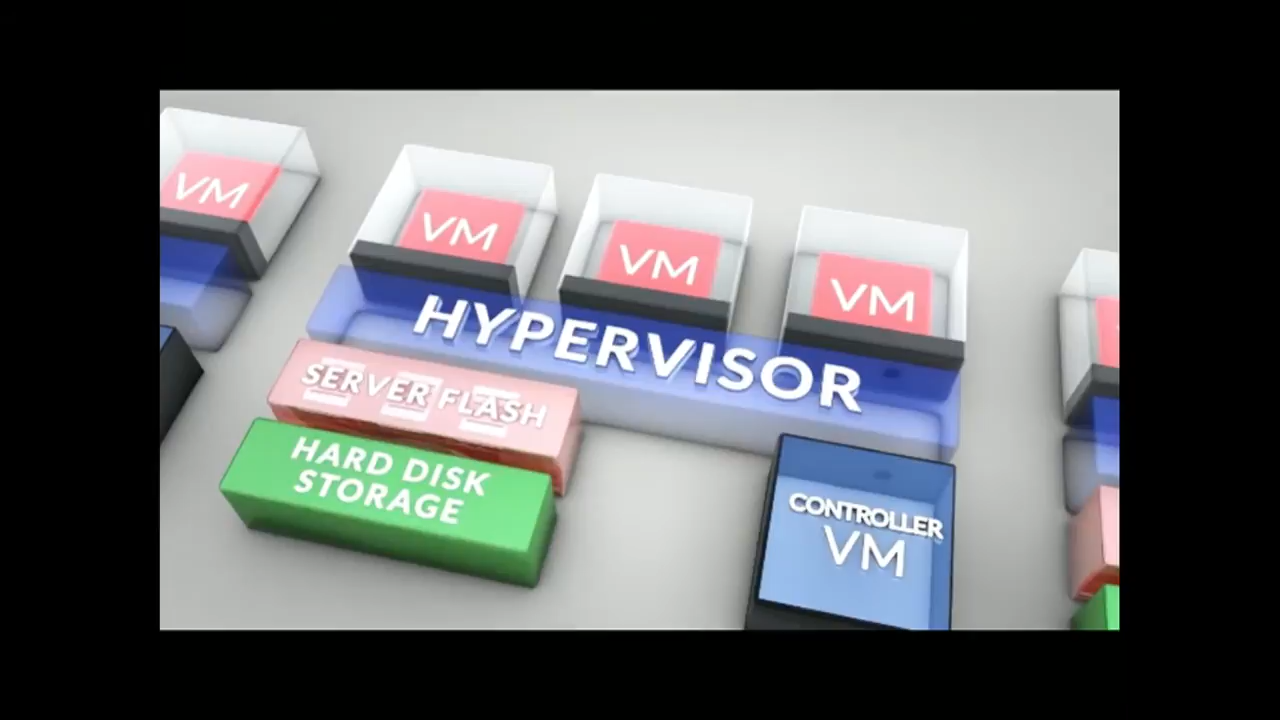 VM
VM
VM
VM
HYPERVISOR
SERVER FLASH
HARD DISK
STORAGE
CONTROLLER
VM